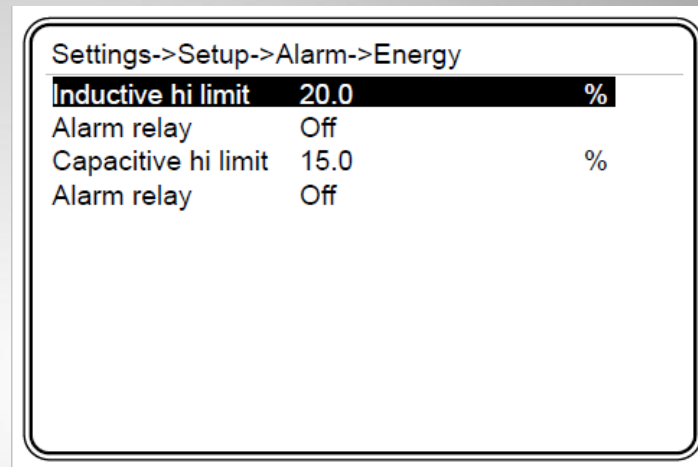 Settings->Setup->Alarm->Energy
Inductive hi limit 20.0 %
Alarm relay Off
Capacitive hi limit 15.0 %
Alarm relay Off